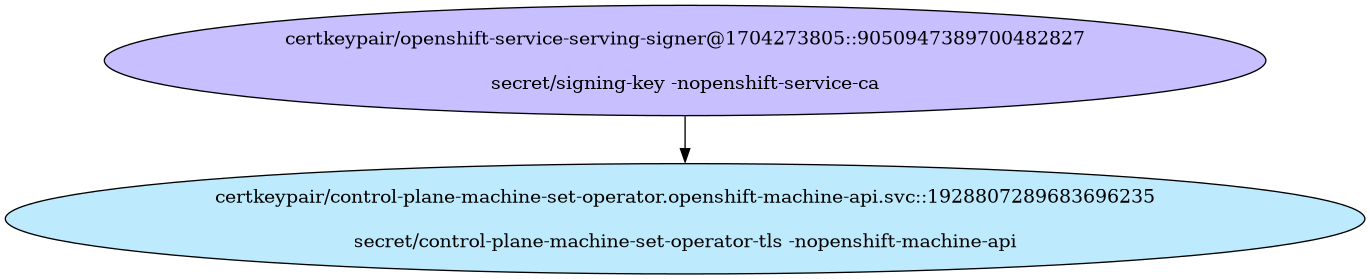 certkeypair/openshift-service-serving-signer@1704273805::9050947389700482827
secret/signing-key -nopenshift-service-ca
certkeypair/control-plane-machine-set-operator.openshift-machine-api.svc::1928807289683696235
secret/control-plane-machine-set-operator-tls -nopenshift-machine-api